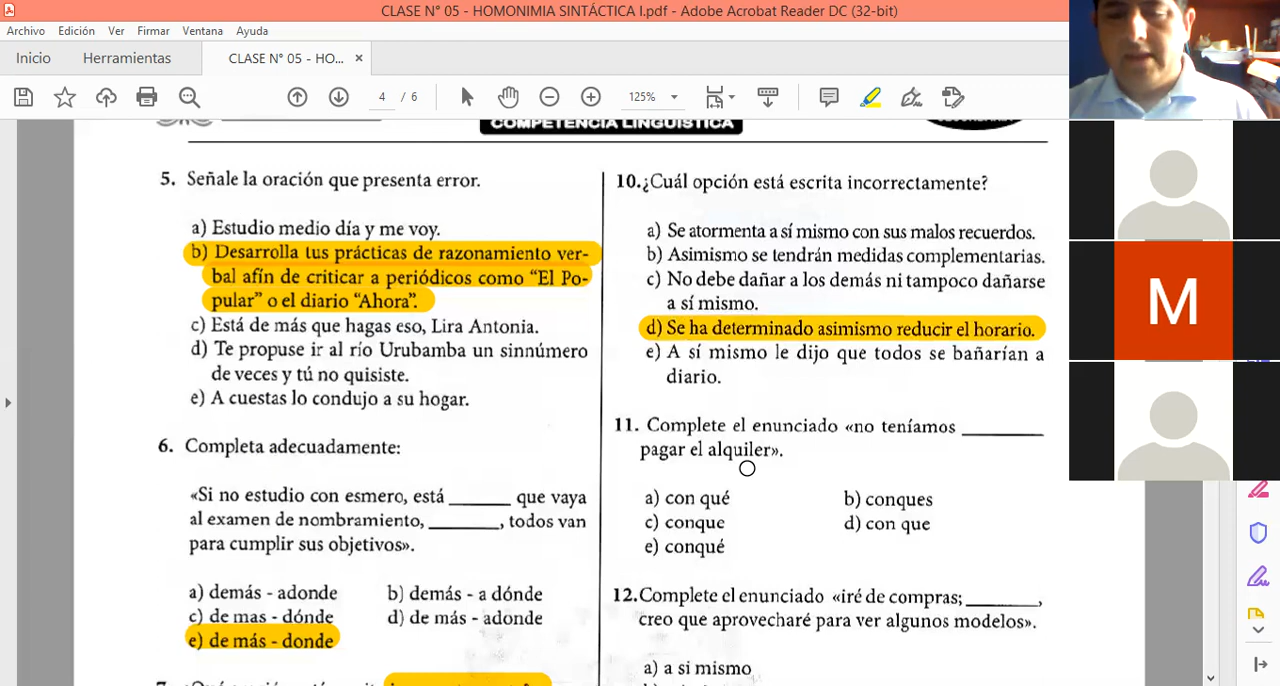 CLASE N° 05 - HOMONIMIA SINTÁCTICA I.pdf - Adobe Acrobat Reader DC (32-bit)
Archivo Edición Ver Firmar Ventana Ayuda
Inicio Herramientas CLASE N° 05 - HO... ×
4 / 6 125%
COMPETENCIA LINGÜÍSTICA
5. Señale la oración que presenta error.
a) Estudio medio día y me voy.
b) Desarrolla tus prácticas de razonamiento ver-
bal afín de criticar a periódicos como “El Po-
pular” o el diario “Ahora”.
c) Está de más que hagas eso, Lira Antonia.
d) Te propuse ir al río Urubamba un sinnúmero
de veces y tú no quisiste.
e) A cuestas lo condujo a su hogar.
6. Completa adecuadamente:
«Si no estudio con esmero, está ______ que vaya
al examen de nombramiento, _______, todos van
para cumplir sus objetivos».
a) demás - adonde b) demás - a dónde
c) de mas - dónde d) de más - adonde
e) de más - donde
10.¿Cuál opción está escrita incorrectamente?
a) Se atormenta a sí mismo con sus malos recuerdos.
b) Asimismo se tendrán medidas complementarias.
c) No debe dañar a los demás ni tampoco dañarse
a sí mismo.
d) Se ha determinado asimismo reducir el horario.
e) A sí mismo le dijo que todos se bañarían a
diario.
11. Complete el enunciado «no teníamos ________
pagar el alquiler».
a) con qué b) conques
c) conque d) con que
e) conqué
12.Complete el enunciado «iré de compras; _______,
creo que aprovecharé para ver algunos modelos».
a) a si mismo
M